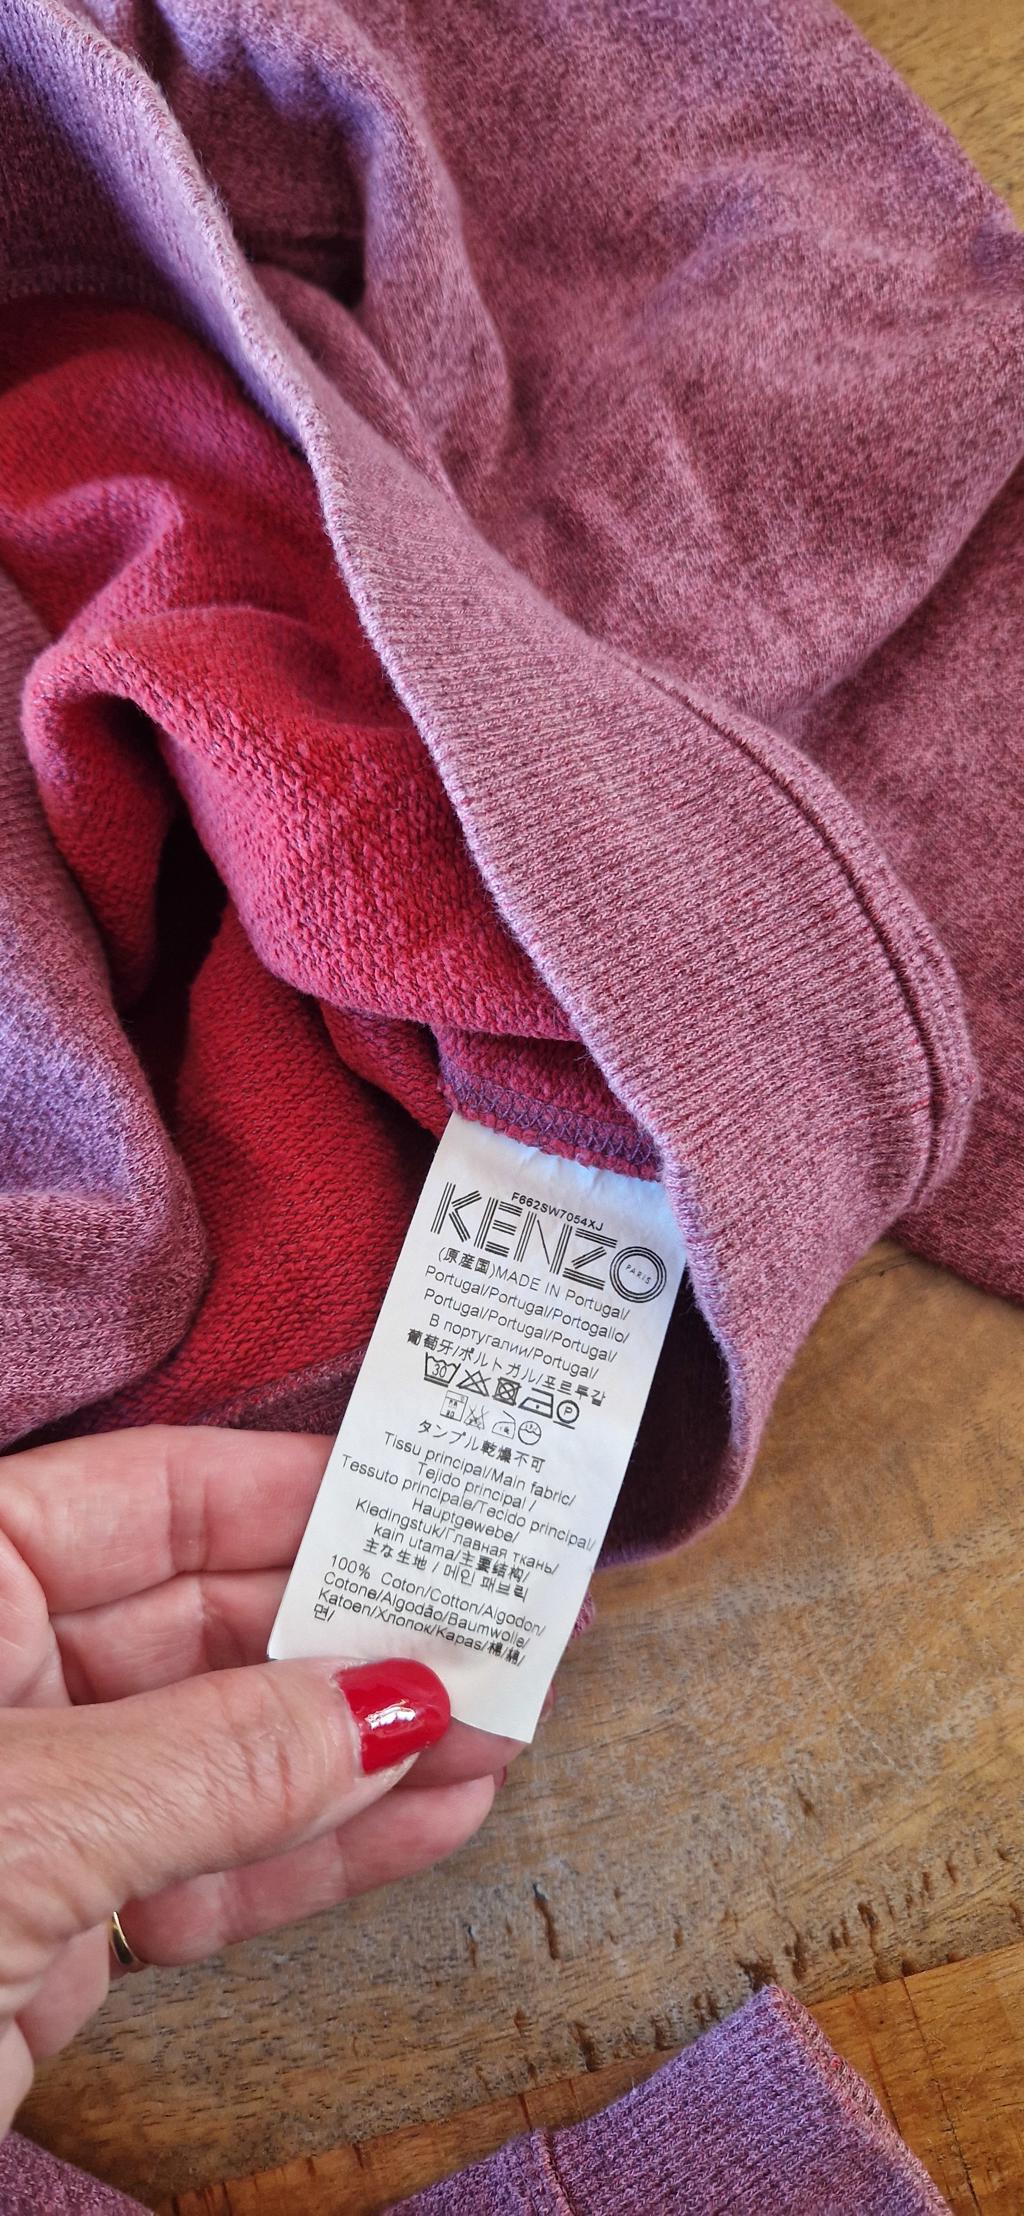 F662SW7054XJ
KENZO
PARIS
(原産国)MADE IN Portugal/
Portugal/Portugal/Portogallo/
Portugal/Portugal/Portugal/
В португалии/Portugal/
葡萄牙/ポルトガル/포르투갈
30
P
タンブル乾燥不可
Tissu principal/Main fabric/
Tejido principal /
Tessuto principale/Tecido principal/
Hauptgewebe/
Kledingstuk/Главная ткань/
kain utama/主要结构/
主な生地 / 메인 패브릭
100% Coton/Cotton/Algodon/
Cotone/Algodão/Baumwolle/
Katoen/Хлопок/Kapas/棉/綿/
면/